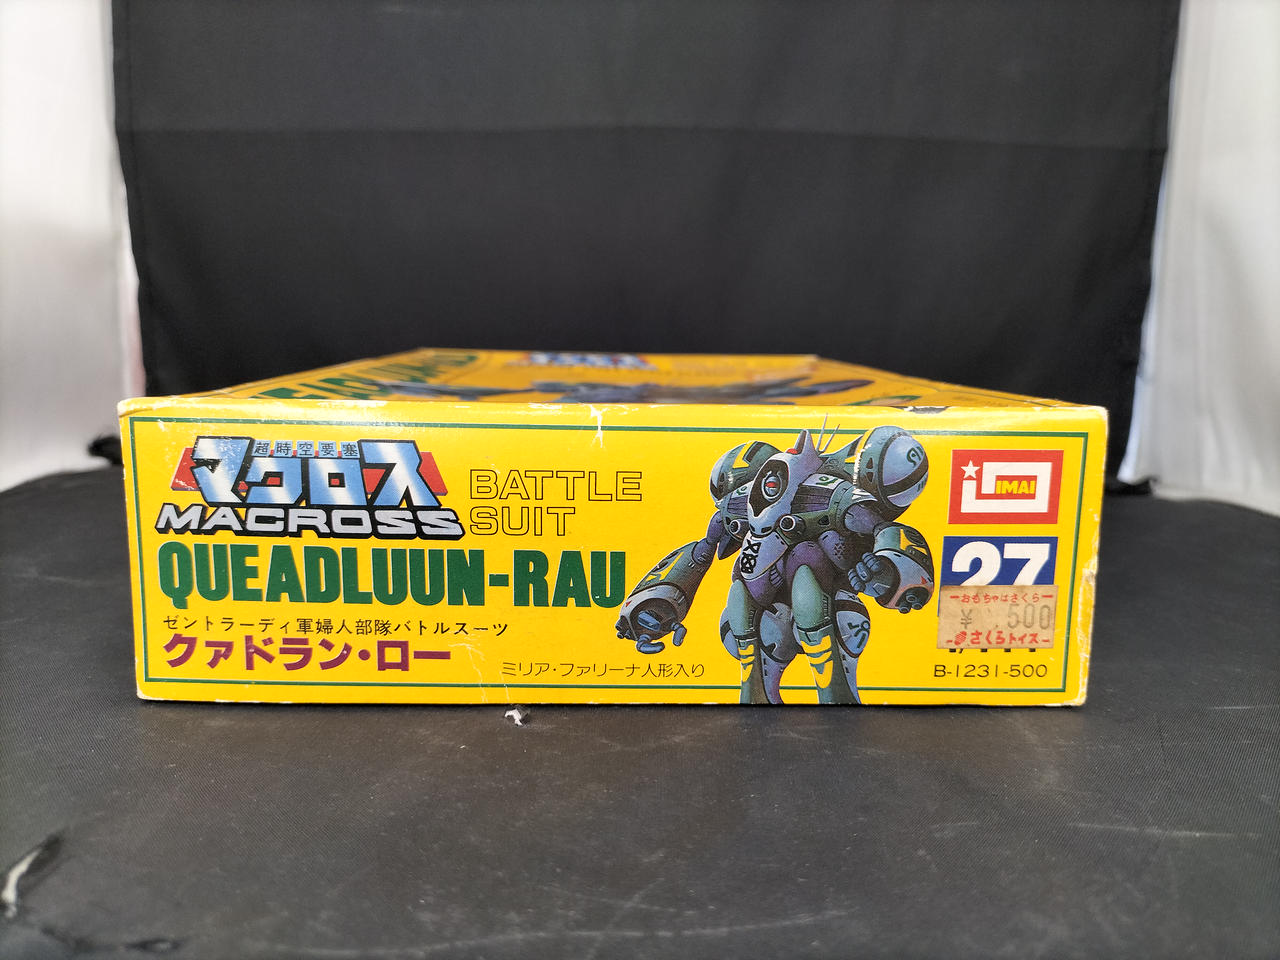 超時空要塞
マクロス
MACROSS
BATTLE
SUIT
QUEADLUUN-RAU
ゼントラーディ軍婦人部隊バトルスーツ
クァドラン・ロー
ミリア・ファリーナ人形入り
IMAI
27
おもちゃはさくら
¥ 500
さくらトイス
B-1231-500